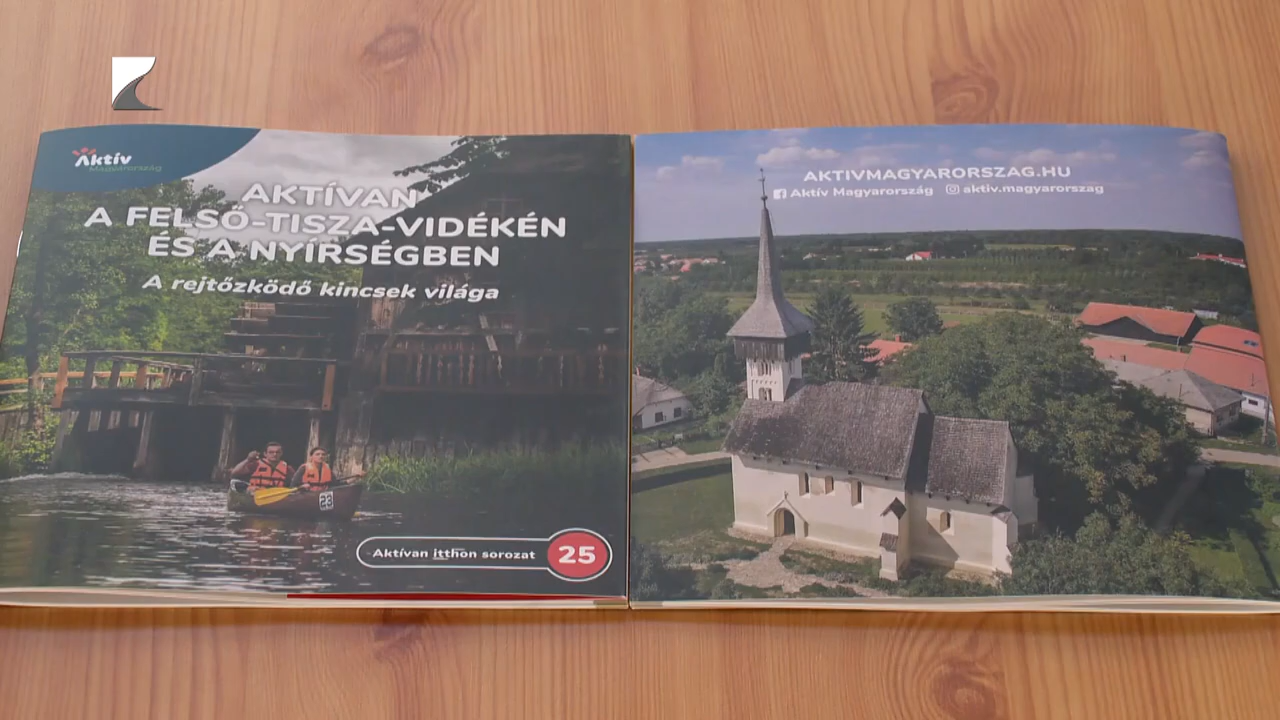 Aktív
Magyarország
AKTÍVAN
A FELSŐ-TISZA-VIDÉKÉN
ÉS A NYÍRSÉGBEN
A rejtőzködő kincsek világa
23
Aktívan itthon sorozat 25
AKTIVMAGYARORSZAG.HU
Aktív Magyarország aktiv.magyarorszag